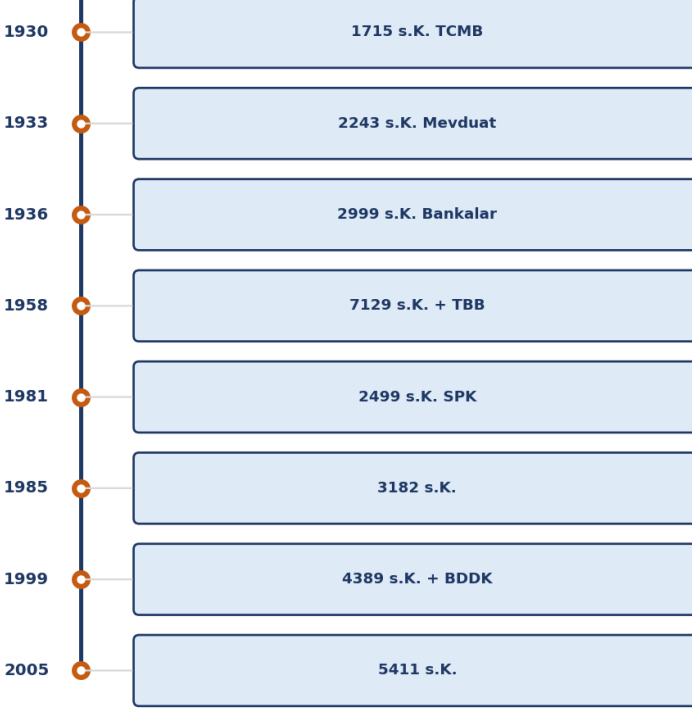 1930 1715 s.K. TCMB
1933 2243 s.K. Mevduat
1936 2999 s.K. Bankalar
1958 7129 s.K. + TBB
1981 2499 s.K. SPK
1985 3182 s.K.
1999 4389 s.K. + BDDK
2005 5411 s.K.